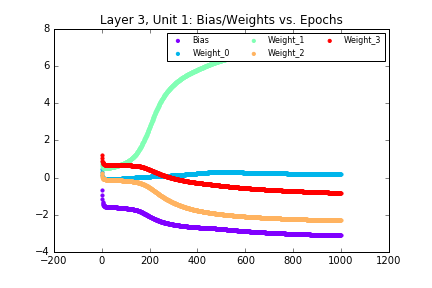 Layer 3, Unit 1: Bias/Weights vs. Epochs
8
6
4
2
0
−2
−4
Bias
Weight_0
Weight_1
Weight_2
Weight_3
−200 0 200 400 600 800 1000 1200